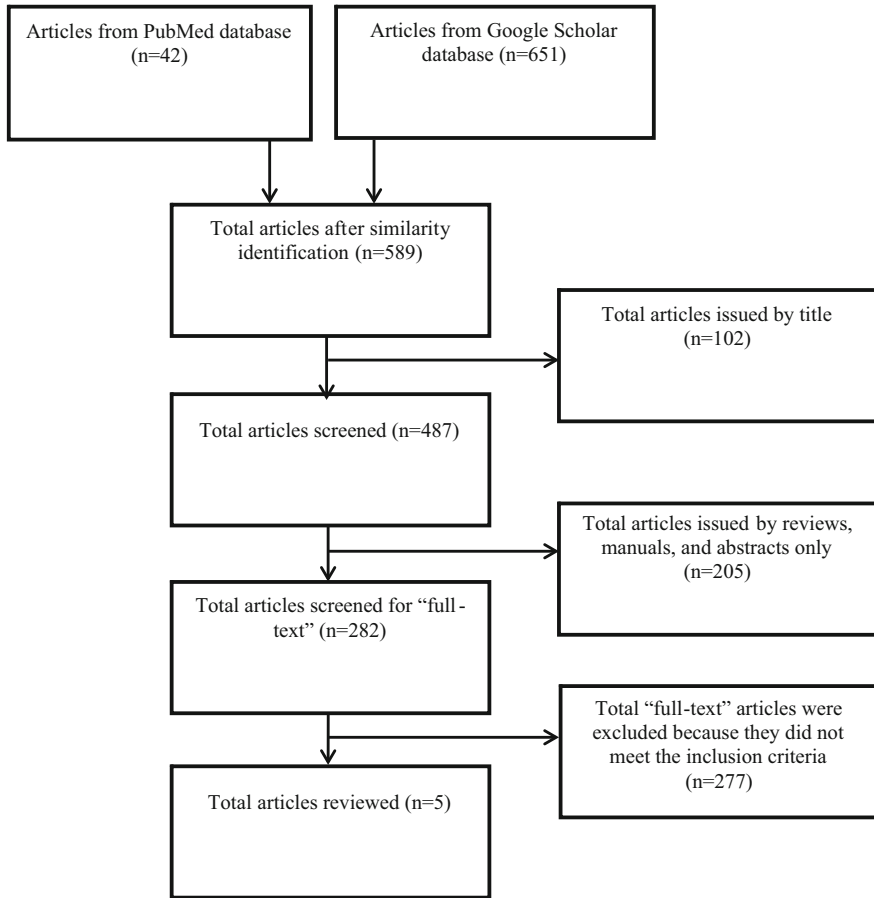 Articles from PubMed database
(n=42)
Articles from Google Scholar
database (n=651)
Total articles after similarity
identification (n=589)
Total articles issued by title
(n=102)
Total articles screened (n=487)
Total articles issued by reviews,
manuals, and abstracts only
(n=205)
Total articles screened for “full-
text” (n=282)
Total “full-text” articles were
excluded because they did not
meet the inclusion criteria
(n=277)
Total articles reviewed (n=5)